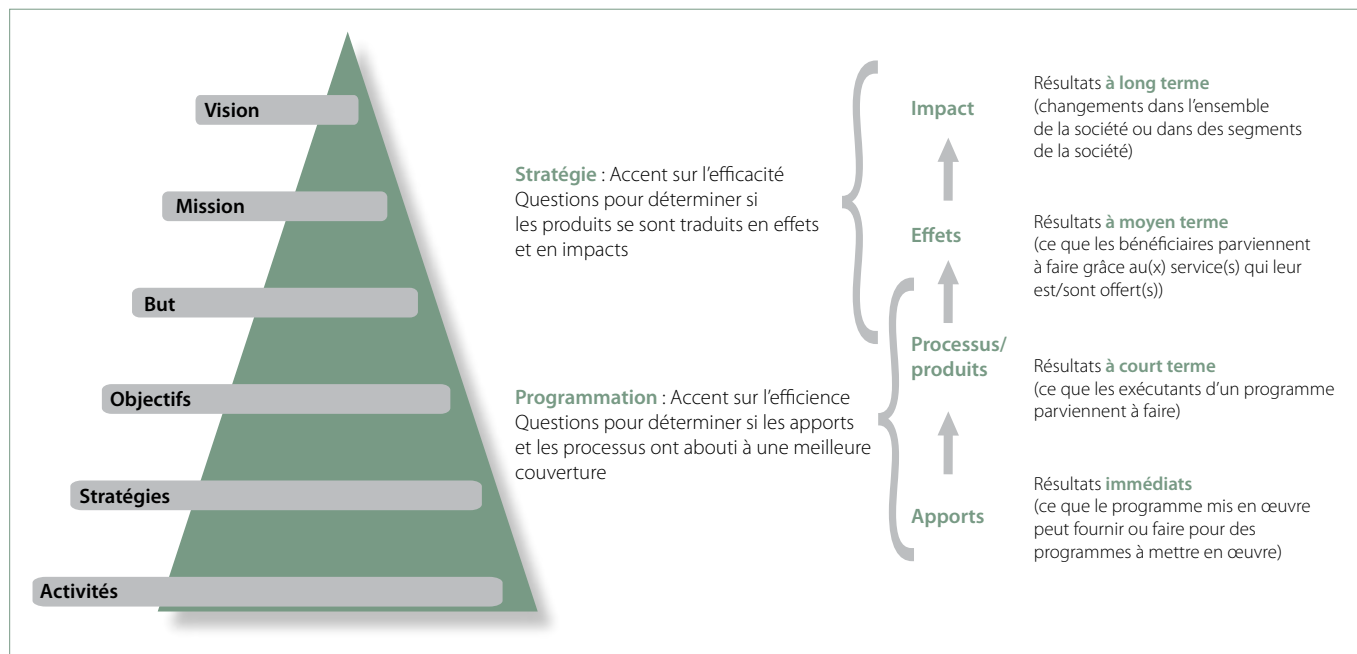 Vision
Mission
But
Objectifs
Stratégies
Activités
Stratégie : Accent sur l’efficacité
Questions pour déterminer si
les produits se sont traduits en effets
et en impacts
Programmation : Accent sur l’efficience
Questions pour déterminer si les apports
et les processus ont abouti à une meilleure
couverture
Impact
Résultats à long terme
(changements dans l’ensemble
de la société ou dans des segments
de la société)
Effets
Résultats à moyen terme
(ce que les bénéficiaires parviennent
à faire grâce au(x) service(s) qui leur
est/sont offert(s))
Processus/
produits
Résultats à court terme
(ce que les exécutants d’un programme
parviennent à faire)
Apports
Résultats immédiats
(ce que le programme mis en œuvre
peut fournir ou faire pour des
programmes à mettre en œuvre)